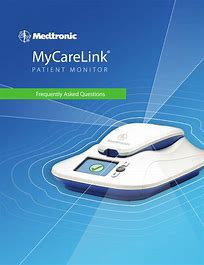 Medtronic
MyCareLink®
PATIENT MONITOR
Frequently Asked Questions